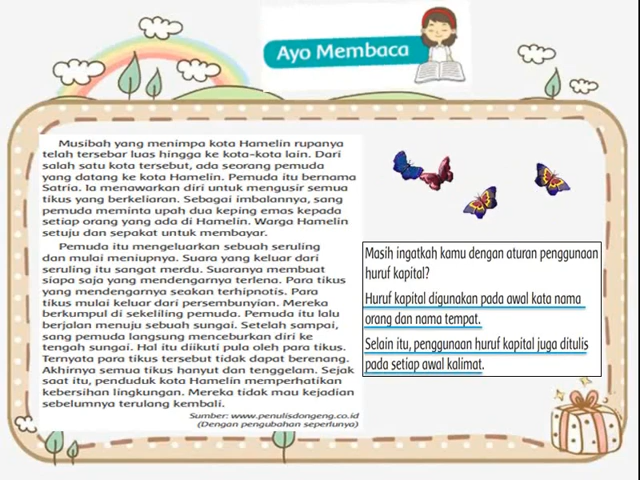 Ayo Membaca
Musibah yang menimpa kota Hamelin rupanya
telah tersebar luas hingga ke kota-kota lain. Dari
salah satu kota tersebut, ada seorang pemuda
yang datang ke kota Hamelin. Pemuda itu bernama
Satria. Ia menawarkan diri untuk mengusir semua
tikus yang berkeliaran. Sebagai imbalannya, sang
pemuda meminta upah dua keping emas kepada
setiap orang yang ada di Hamelin. Warga Hamelin
setuju dan sepakat untuk membayar.
Pemuda itu mengeluarkan sebuah seruling
dan mulai meniupnya. Suara yang keluar dari
seruling itu sangat merdu. Suaranya membuat
siapa saja yang mendengarnya terlena. Para tikus
yang mendengarnya seakan terhipnotis. Para
tikus mulai keluar dari persembunyian. Mereka
berkumpul di sekeliling pemuda. Pemuda itu lalu
berjalan menuju sebuah sungai. Setelah sampai,
sang pemuda langsung menceburkan diri ke
tengah sungai. Hal itu diikuti pula oleh para tikus.
Ternyata para tikus tersebut tidak dapat berenang.
Akhirnya semua tikus hanyut dan tenggelam. Sejak
saat itu, penduduk kota Hamelin memperhatikan
kebersihan lingkungan. Mereka tidak mau kejadian
sebelumnya terulang kembali.
Sumber: www.penulisdongeng.co.id
(Dengan pengubahan seperlunya)
Masih ingatkah kamu dengan aturan penggunaan
huruf kapital?
Huruf kapital digunakan pada awal kata nama
orang dan nama tempat.
Selain itu, penggunaan huruf kapital juga ditulis
pada setiap awal kalimat.